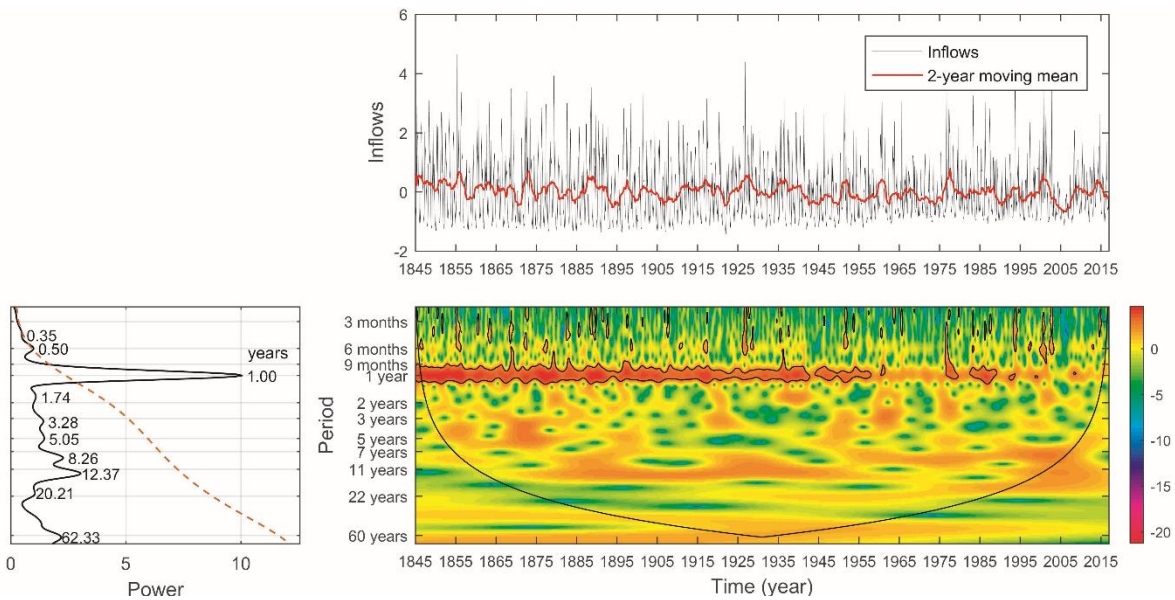 6
4
2
0
-2
Inflows
Inflows
2-year moving mean
1845 1855 1865 1875 1885 1895 1905 1915 1925 1935 1945 1955 1965 1975 1985 1995 2005 2015
0.35
0.50
years
1.00
1.74
3.28
5.05
8.26
12.37
20.21
62.33
0 5 10
Power
Period
3 months
6 months
9 months
1 year
2 years
3 years
5 years
7 years
11 years
22 years
60 years
1845 1855 1865 1875 1885 1895 1905 1915 1925 1935 1945 1955 1965 1975 1985 1995 2005 2015
Time (year)
0
-5
-10
-15
-20